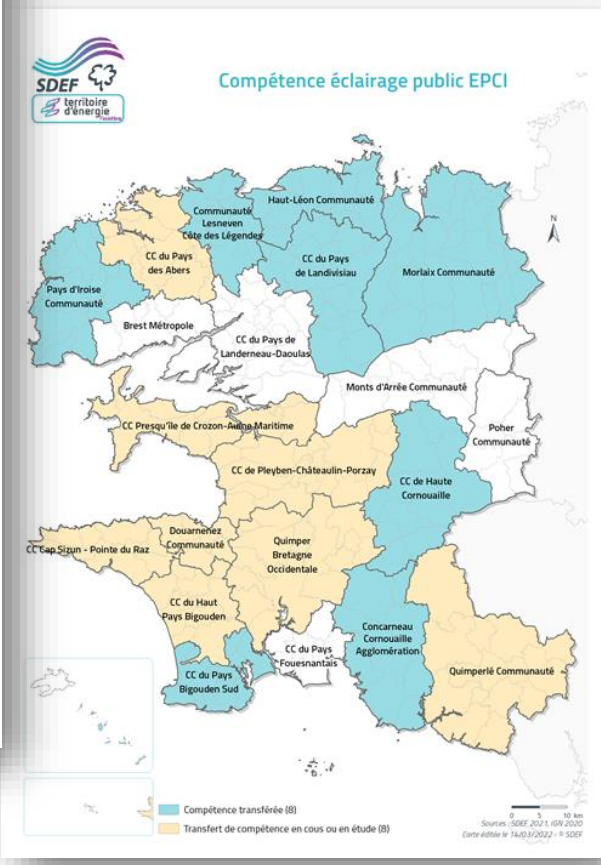 SDEF
territoire
d'énergie
Compétence éclairage public EPCI
N
Haut-Léon Communauté
Communauté
Lesneven
Côte des Légendes
CC du Pays
des Abers
CC du Pays
de Landivisiau
Morlaix Communauté
Pays d'Iroise
Communauté
Brest Métropole
CC du Pays de
Landerneau-Daoulas
Monts d'Arrée Communauté
CC Presqu'île de Crozon-Aulne Maritime
Poher
Communauté
CC de Pleyben-Châteaulin-Porzay
CC de Haute
Cornouaille
Douarnenez
Communauté
CC Cap Sizun - Pointe du Raz
Quimper
Bretagne
Occidentale
CC du Haut
Pays Bigouden
Concarneau
Cornouaille
Agglomération
CC du Pays
Fouesnantais
CC du Pays
Bigouden Sud
Quimperlé Communauté
Compétence transférée (8)
Transfert de compétence en cous ou en étude (8)
0 5 10 km
Sources : SDEF 2021, IGN 2020
Carte éditée le 14/03/2022 - © SDEF